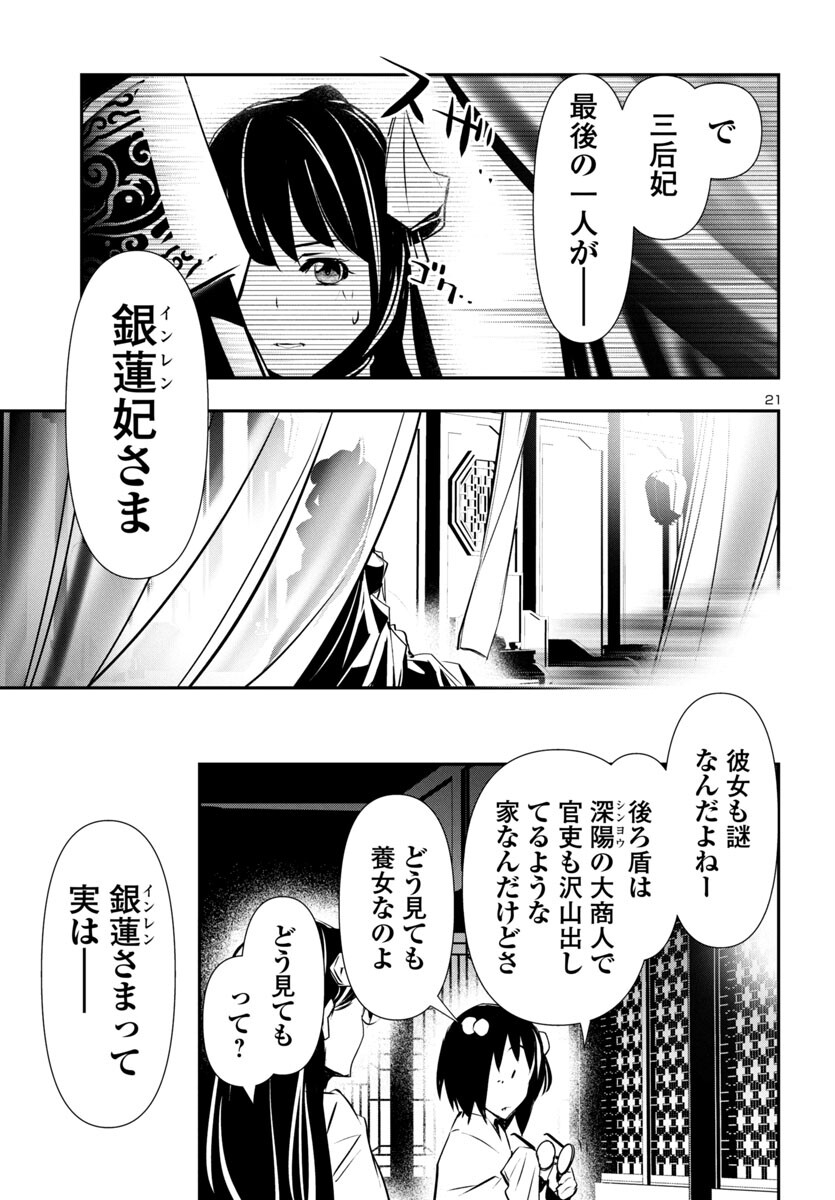 で
三后妃
最後の一人が――
スッ
ゴクッ
銀蓮妃さま
インレン
21
彼女も謎
なんだよねー
後ろ盾は
深陽の大商人で
シンヨウ
官吏も沢山出し
てるような
家なんだけどさ
どう見ても
養女なのよ
どう見ても
って?
銀蓮さまって
インレン
実は――